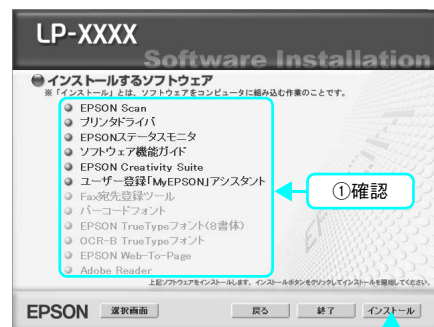 LP-XXXX
Software Installation
インストールするソフトウェア
※「インストール」とは、ソフトウェアをコンピュータに組み込む作業のことです。
EPSON Scan
プリンタドライバ
EPSONステータスモニタ
ソフトウェア機能ガイド
EPSON Creativity Suite
ユーザー登録「MyEPSON」アシスタント
①確認
Fax宛先登録ツール
バーコードフォント
EPSON TrueTypeフォント(8書体)
OCR-B TrueTypeフォント
EPSON Web-To-Page
Adobe Reader
上記ソフトウェアをインストールします。インストールボタンをクリックしてインストールを開始してください。
EPSON 選択画面 戻る 終了 インストール